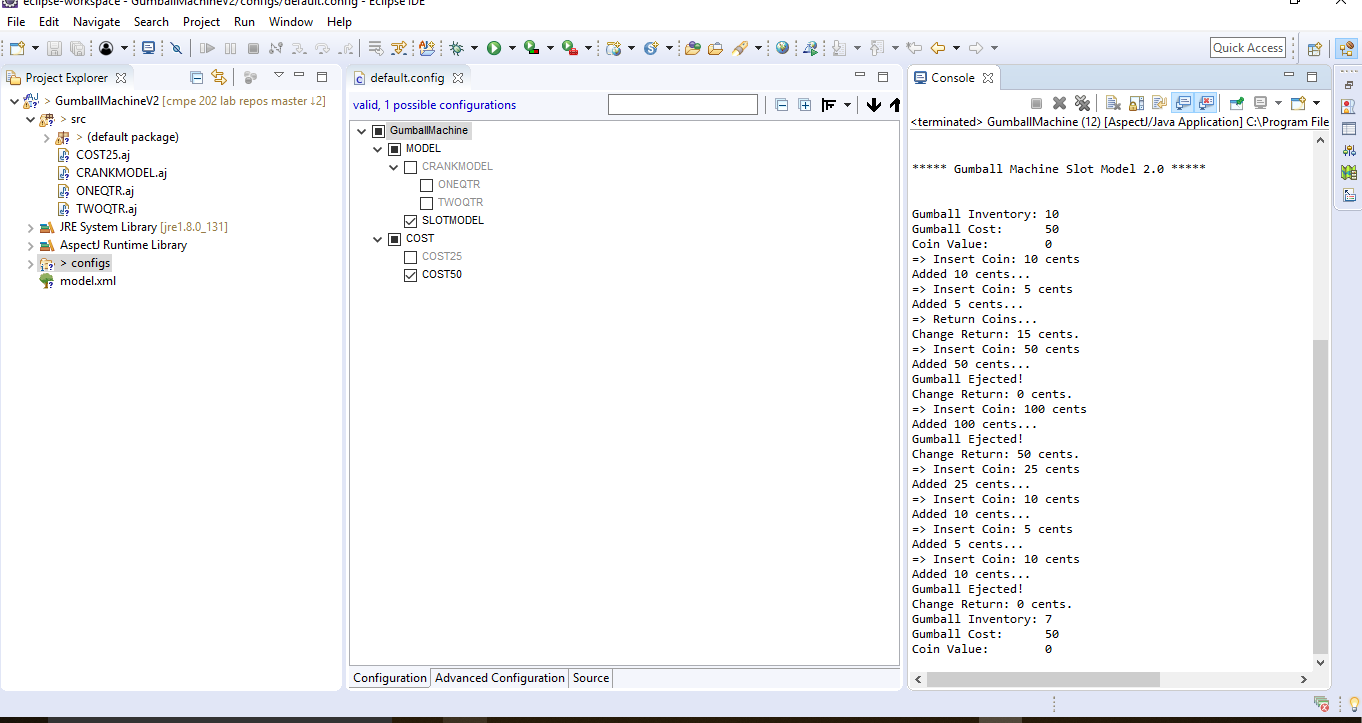 eclipse-workspace - GumballMachineV2/configs/default.config - Eclipse IDE
File Edit Navigate Search Project Run Window Help
Quick Access
Project Explorer
> GumballMachineV2 [cmpe 202 lab repos master ↓2]
> src
> (default package)
COST25.aj
CRANKMODEL.aj
ONEQTR.aj
TWOQTR.aj
JRE System Library [jre1.8.0_131]
AspectJ Runtime Library
> configs
model.xml
default.config
valid, 1 possible configurations
GumballMachine
MODEL
CRANKMODEL
ONEQTR
TWOQTR
SLOTMODEL
COST
COST25
COST50
Configuration Advanced Configuration Source
Console
<terminated> GumballMachine (12) [AspectJ/Java Application] C:\Program File
***** Gumball Machine Slot Model 2.0 *****
Gumball Inventory: 10
Gumball Cost: 50
Coin Value: 0
=> Insert Coin: 10 cents
Added 10 cents...
=> Insert Coin: 5 cents
Added 5 cents...
=> Return Coins...
Change Return: 15 cents.
=> Insert Coin: 50 cents
Added 50 cents...
Gumball Ejected!
Change Return: 0 cents.
=> Insert Coin: 100 cents
Added 100 cents...
Gumball Ejected!
Change Return: 50 cents.
=> Insert Coin: 25 cents
Added 25 cents...
=> Insert Coin: 10 cents
Added 10 cents...
=> Insert Coin: 5 cents
Added 5 cents...
=> Insert Coin: 10 cents
Added 10 cents...
Gumball Ejected!
Change Return: 0 cents.
Gumball Inventory: 7
Gumball Cost: 50
Coin Value: 0